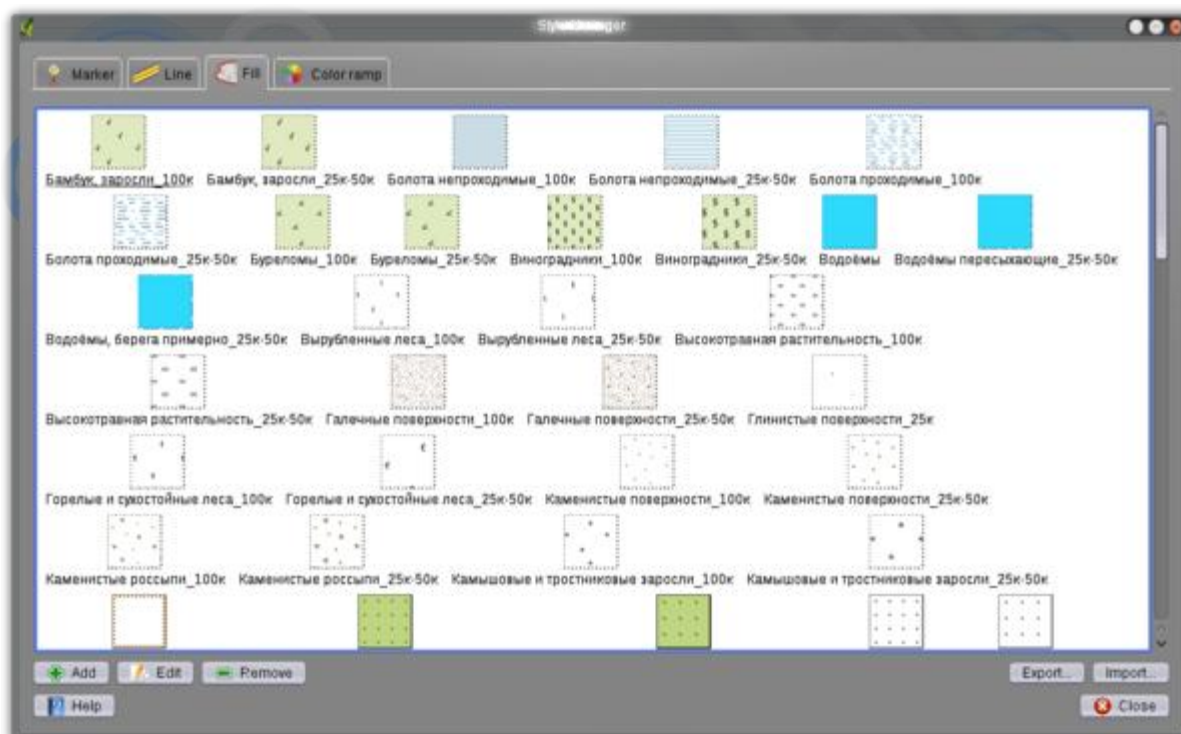 Marker Line Fill Color ramp
Бамбук, заросли_100к Бамбук, заросли_25к-50к Болота непроходимые_100к Болота непроходимые_25к-50к Болота проходимые_100к
Болота проходимые_25к-50к Буреломы_100к Буреломы_25к-50к Виноградники_100к Виноградники_25к-50к Водоёмы Водоёмы пересыхающие_25к-50к
Водоёмы, берега примерно_25к-50к Вырубленные леса_100к Вырубленные леса_25к-50к Высокотравная растительность_100к
Высокотравная растительность_25к-50к Галечные поверхности_100к Галечные поверхности_25к-50к Глинистые поверхности_25к
Горелые и сухостойные леса_100к Горелые и сухостойные леса_25к-50к Каменистые поверхности_100к Каменистые поверхности_25к-50к
Каменистые россыпи_100к Каменистые россыпи_25к-50к Камышовые и тростниковые заросли_100к Камышовые и тростниковые заросли_25к-50к
Add Edit Remove Export... Import...
Help Close